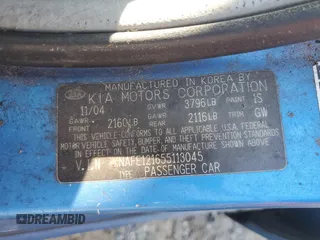 MANUFACTURED IN KOREA BY
KIA MOTORS CORPORATION
11/04 GVWR 3796LB PAINT IS
GAWR FRONT 2160LB GAWR 2116LB TRIM GW
THIS VEHICLE CONFORMS TO ALL APPLICABLE FEDERAL MOTOR
VEHICLE SAFETY, BUMPER, AND THEFT PREVENTION STANDARDS
IN EFFECT ON THE DATE OF MANUFACTURE SHOWN ABOVE.
V.I.N KNAFE121655113045
TYPE: PASSENGER CAR
DREAMBID